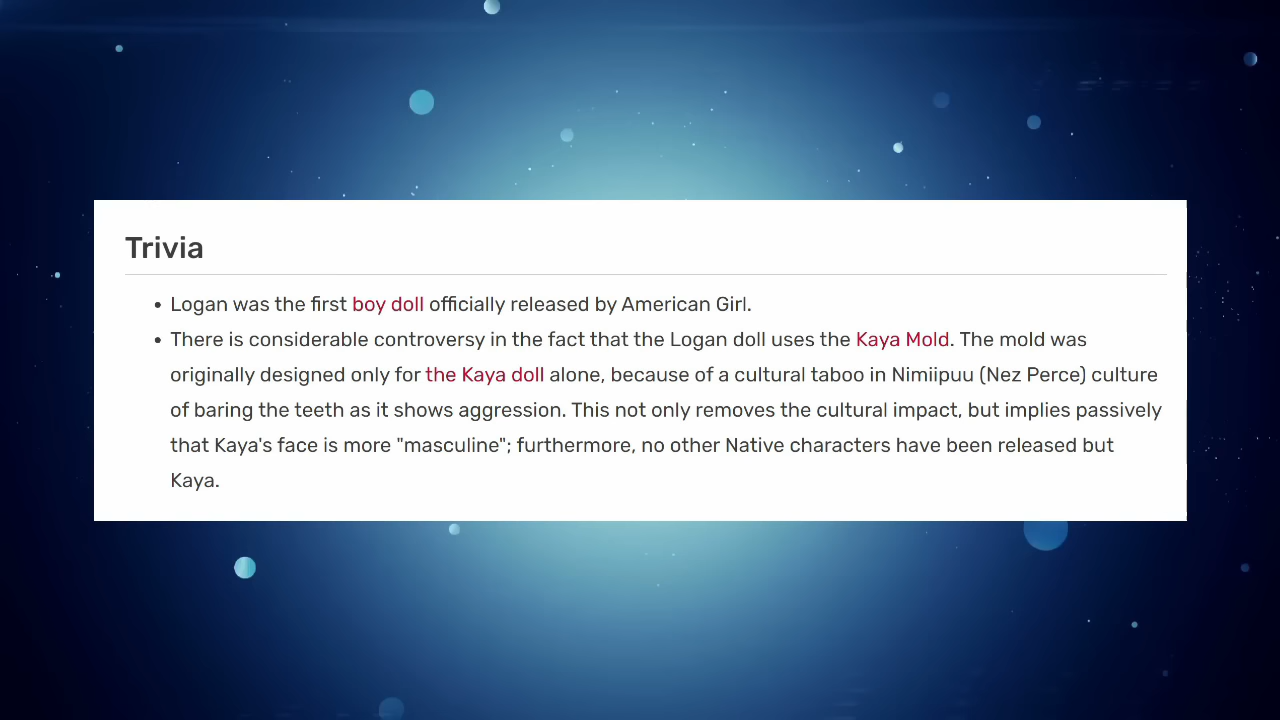 Trivia
• Logan was the first boy doll officially released by American Girl.
• There is considerable controversy in the fact that the Logan doll uses the Kaya Mold. The mold was
originally designed only for the Kaya doll alone, because of a cultural taboo in Nimiipuu (Nez Perce) culture
of baring the teeth as it shows aggression. This not only removes the cultural impact, but implies passively
that Kaya's face is more "masculine"; furthermore, no other Native characters have been released but
Kaya.